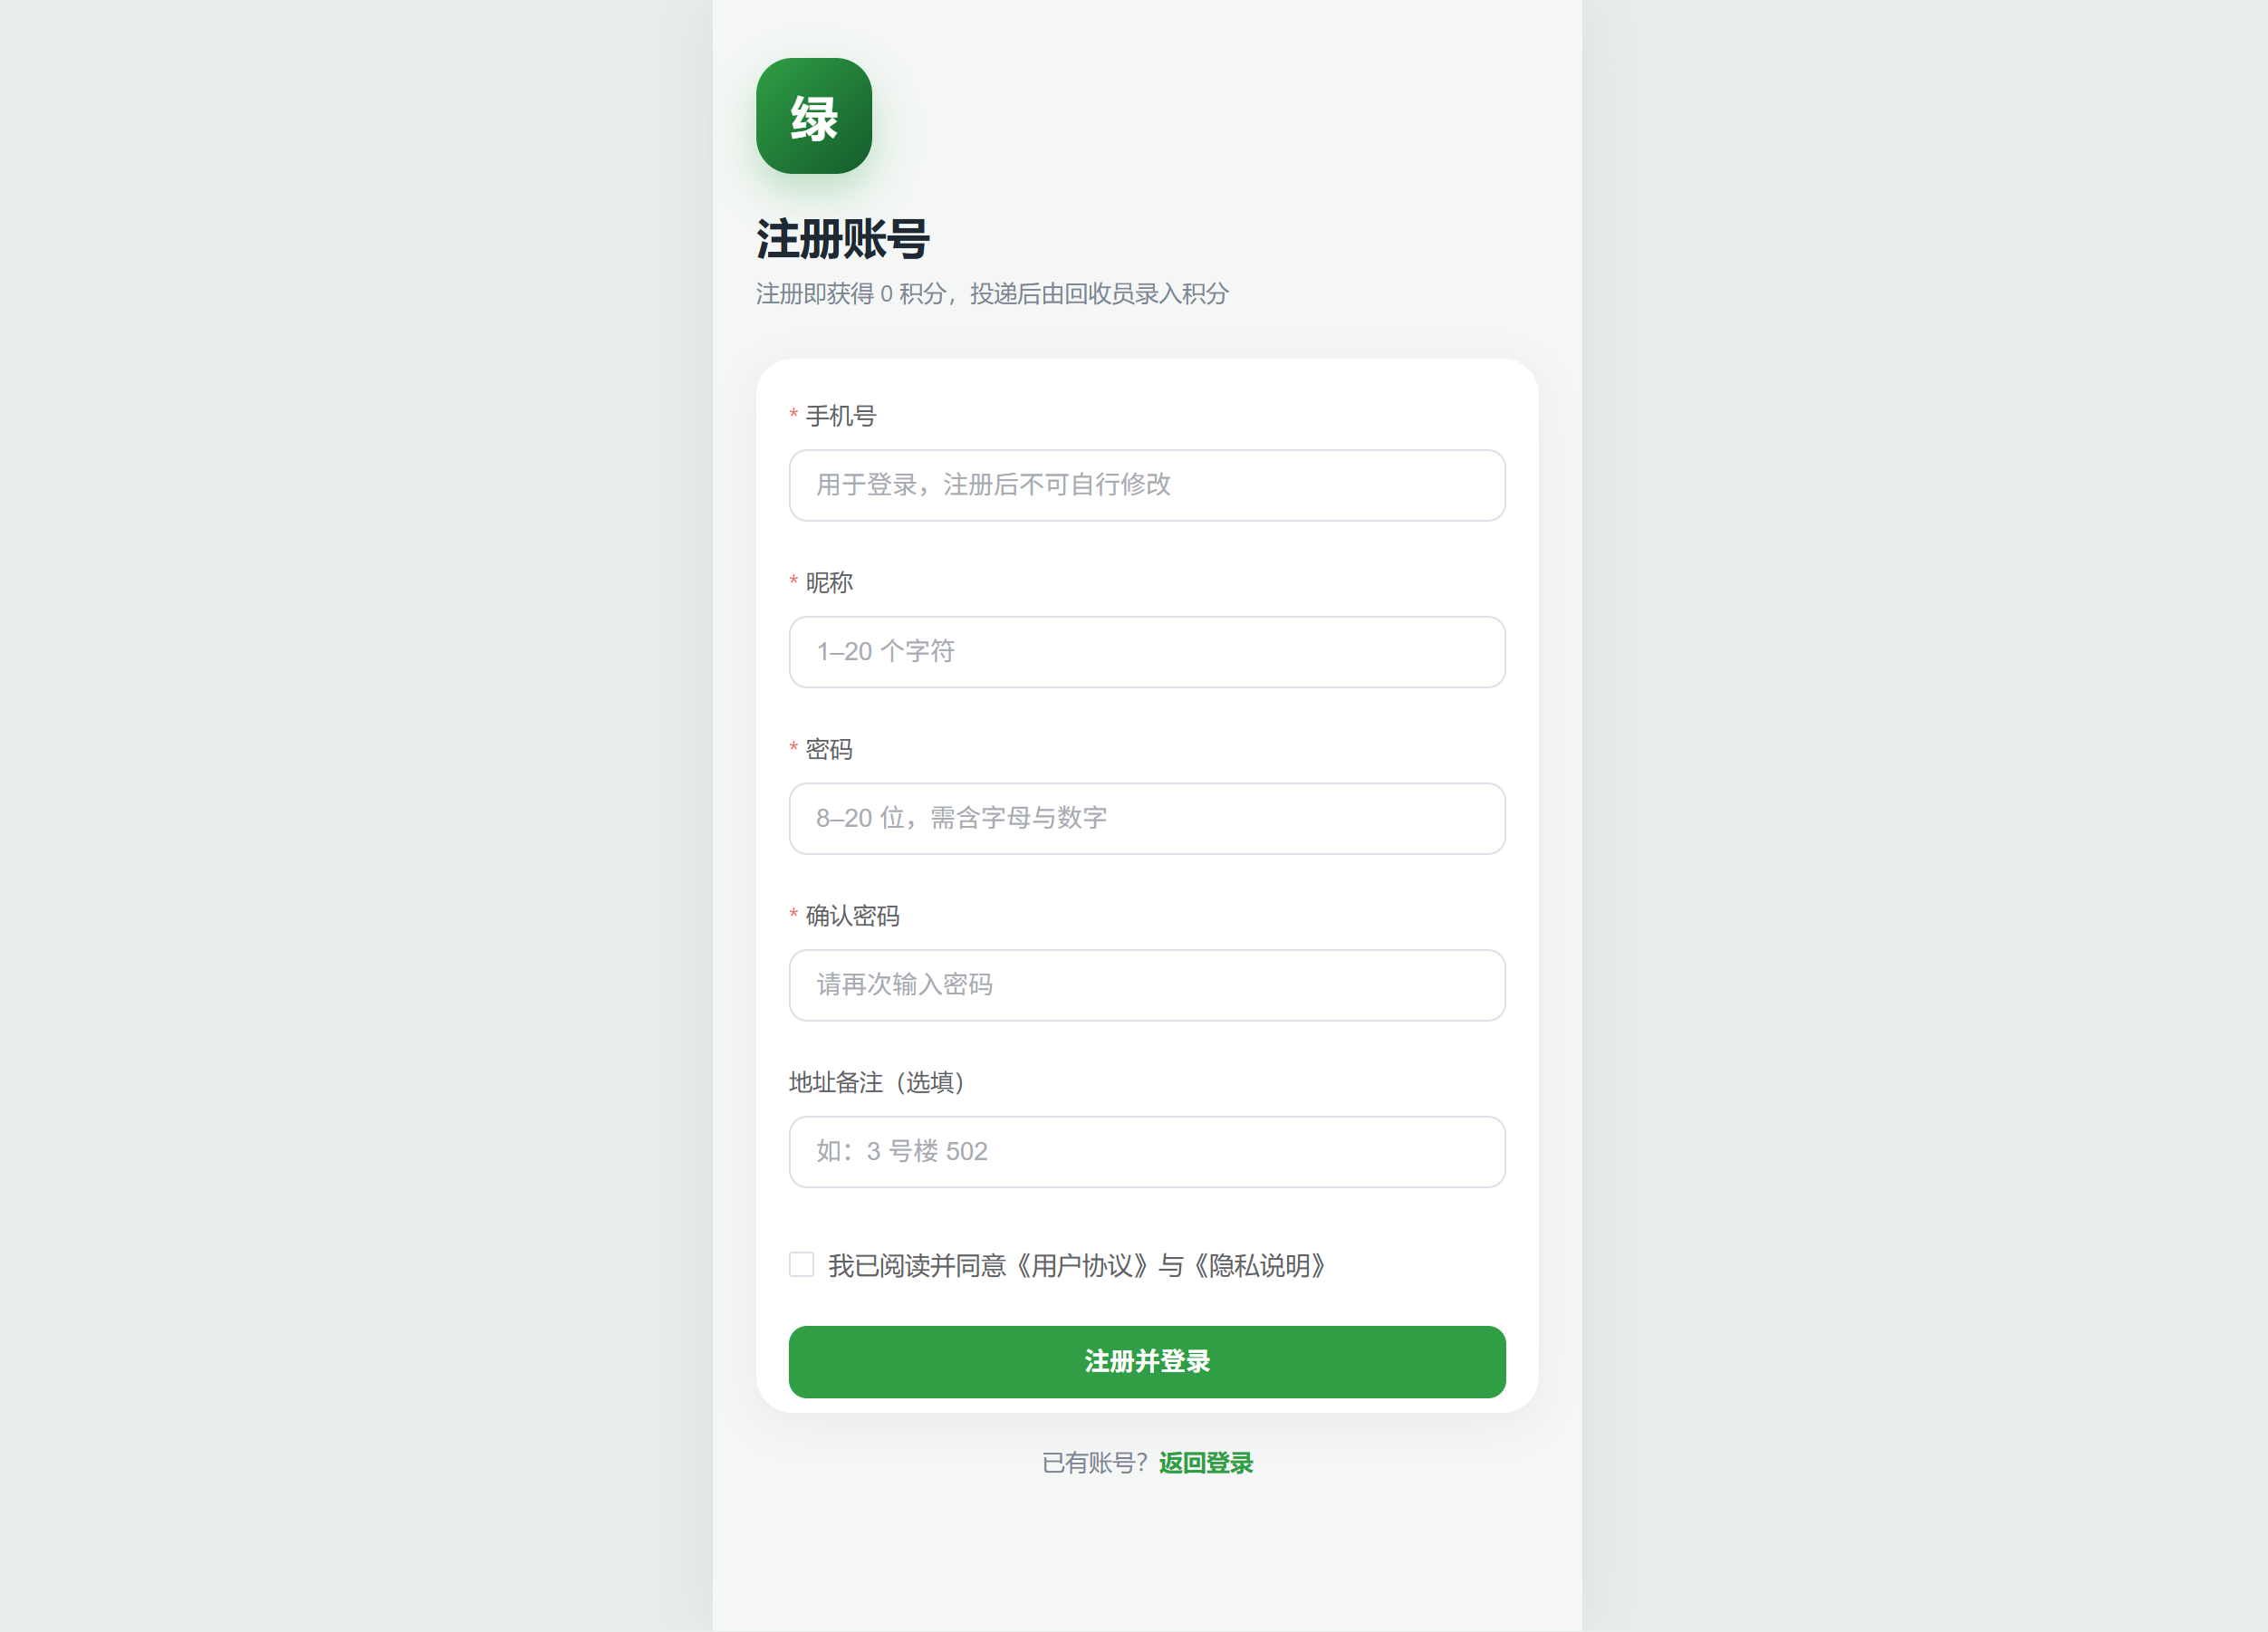 绿
注册账号
注册即获得 0 积分，投递后由回收员录入积分
* 手机号
用于登录，注册后不可自行修改
* 昵称
1–20 个字符
* 密码
8–20 位，需含字母与数字
* 确认密码
请再次输入密码
地址备注（选填）
如：3 号楼 502
我已阅读并同意《用户协议》与《隐私说明》
注册并登录
已有账号？返回登录